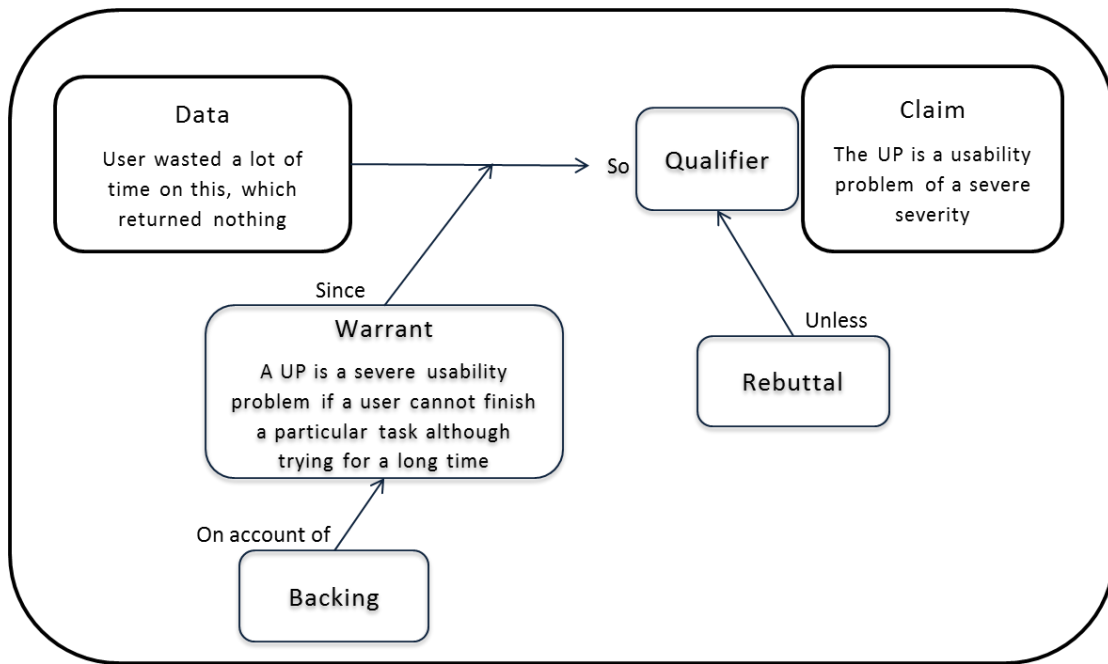 Data
User wasted a lot of
time on this, which
returned nothing
So
Qualifier
Claim
The UP is a usability
problem of a severe
severity
Since
Warrant
A UP is a severe usability
problem if a user cannot finish
a particular task although
trying for a long time
Unless
Rebuttal
On account of
Backing